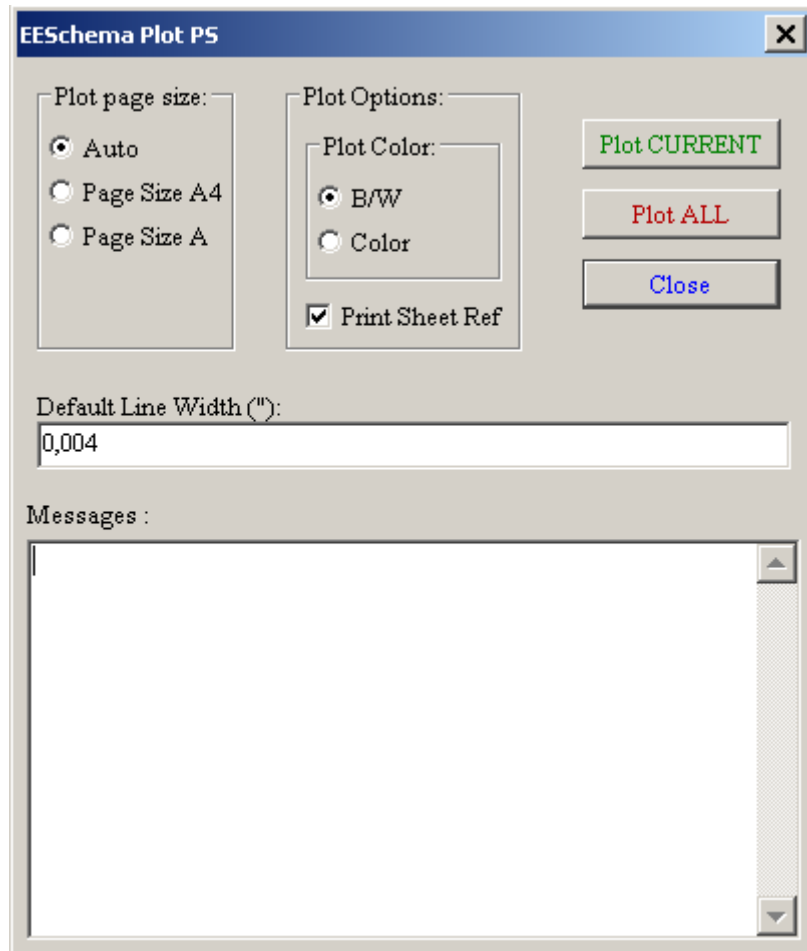 EESchema Plot PS
Plot page size:
Auto
Page Size A4
Page Size A
Plot Options:
Plot Color:
B/W
Color
Print Sheet Ref
Plot CURRENT
Plot ALL
Close
Default Line Width ("):
0,004
Messages :